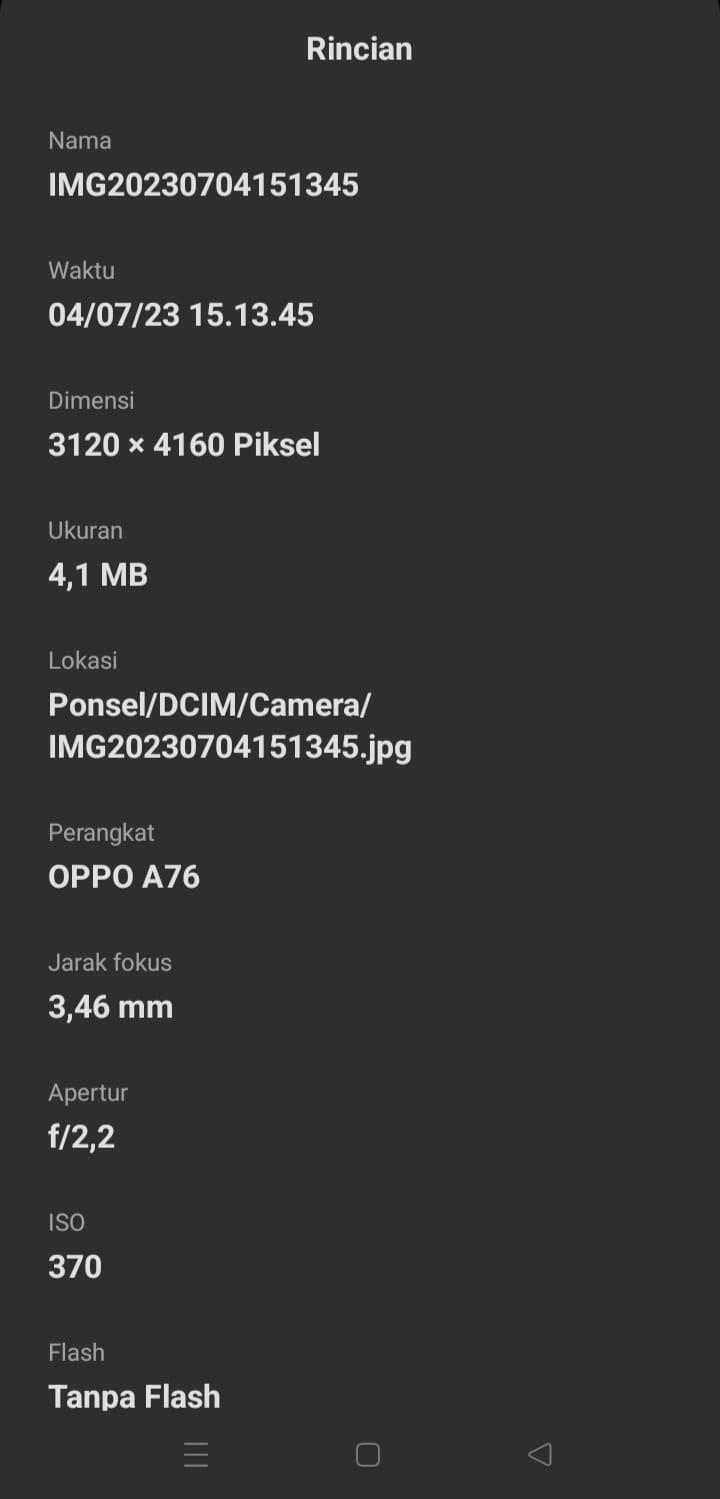 Rincian
Nama
IMG20230704151345
Waktu
04/07/23 15.13.45
Dimensi
3120 × 4160 Piksel
Ukuran
4,1 MB
Lokasi
Ponsel/DCIM/Camera/
IMG20230704151345.jpg
Perangkat
OPPO A76
Jarak fokus
3,46 mm
Apertur
f/2,2
ISO
370
Flash
Tanpa Flash